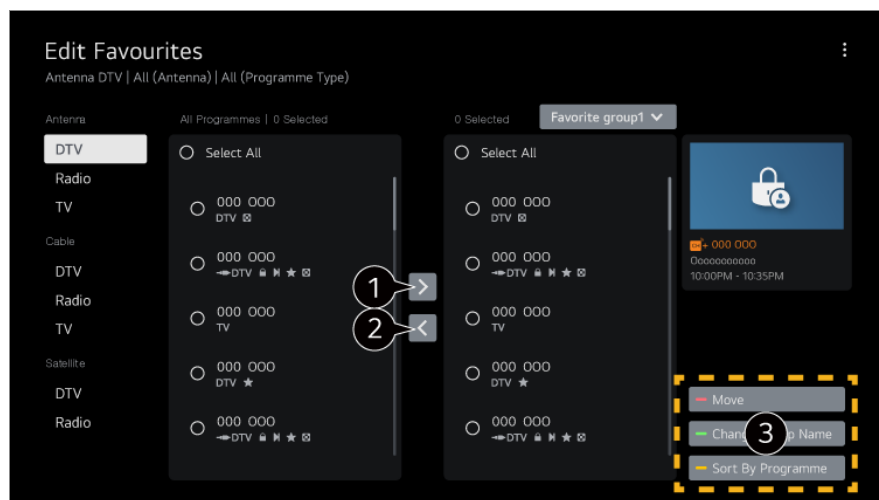 Edit Favourites
Antenna DTV | All (Antenna) | All (Programme Type)
Antenna
All Programmes | 0 Selected
0 Selected
Favorite group1
DTV
Radio
TV
Cable
DTV
Radio
TV
Satellite
DTV
Radio
Select All
000 000
DTV
000 000
DTV
000 000
TV
000 000
DTV
000 000
DTV
1
2
Select All
000 000
DTV
000 000
DTV
000 000
TV
000 000
DTV
000 000
DTV
CH+ 000 000
Oooooooooo
10:00PM - 10:35PM
Move
3
Name
Sort By Programme